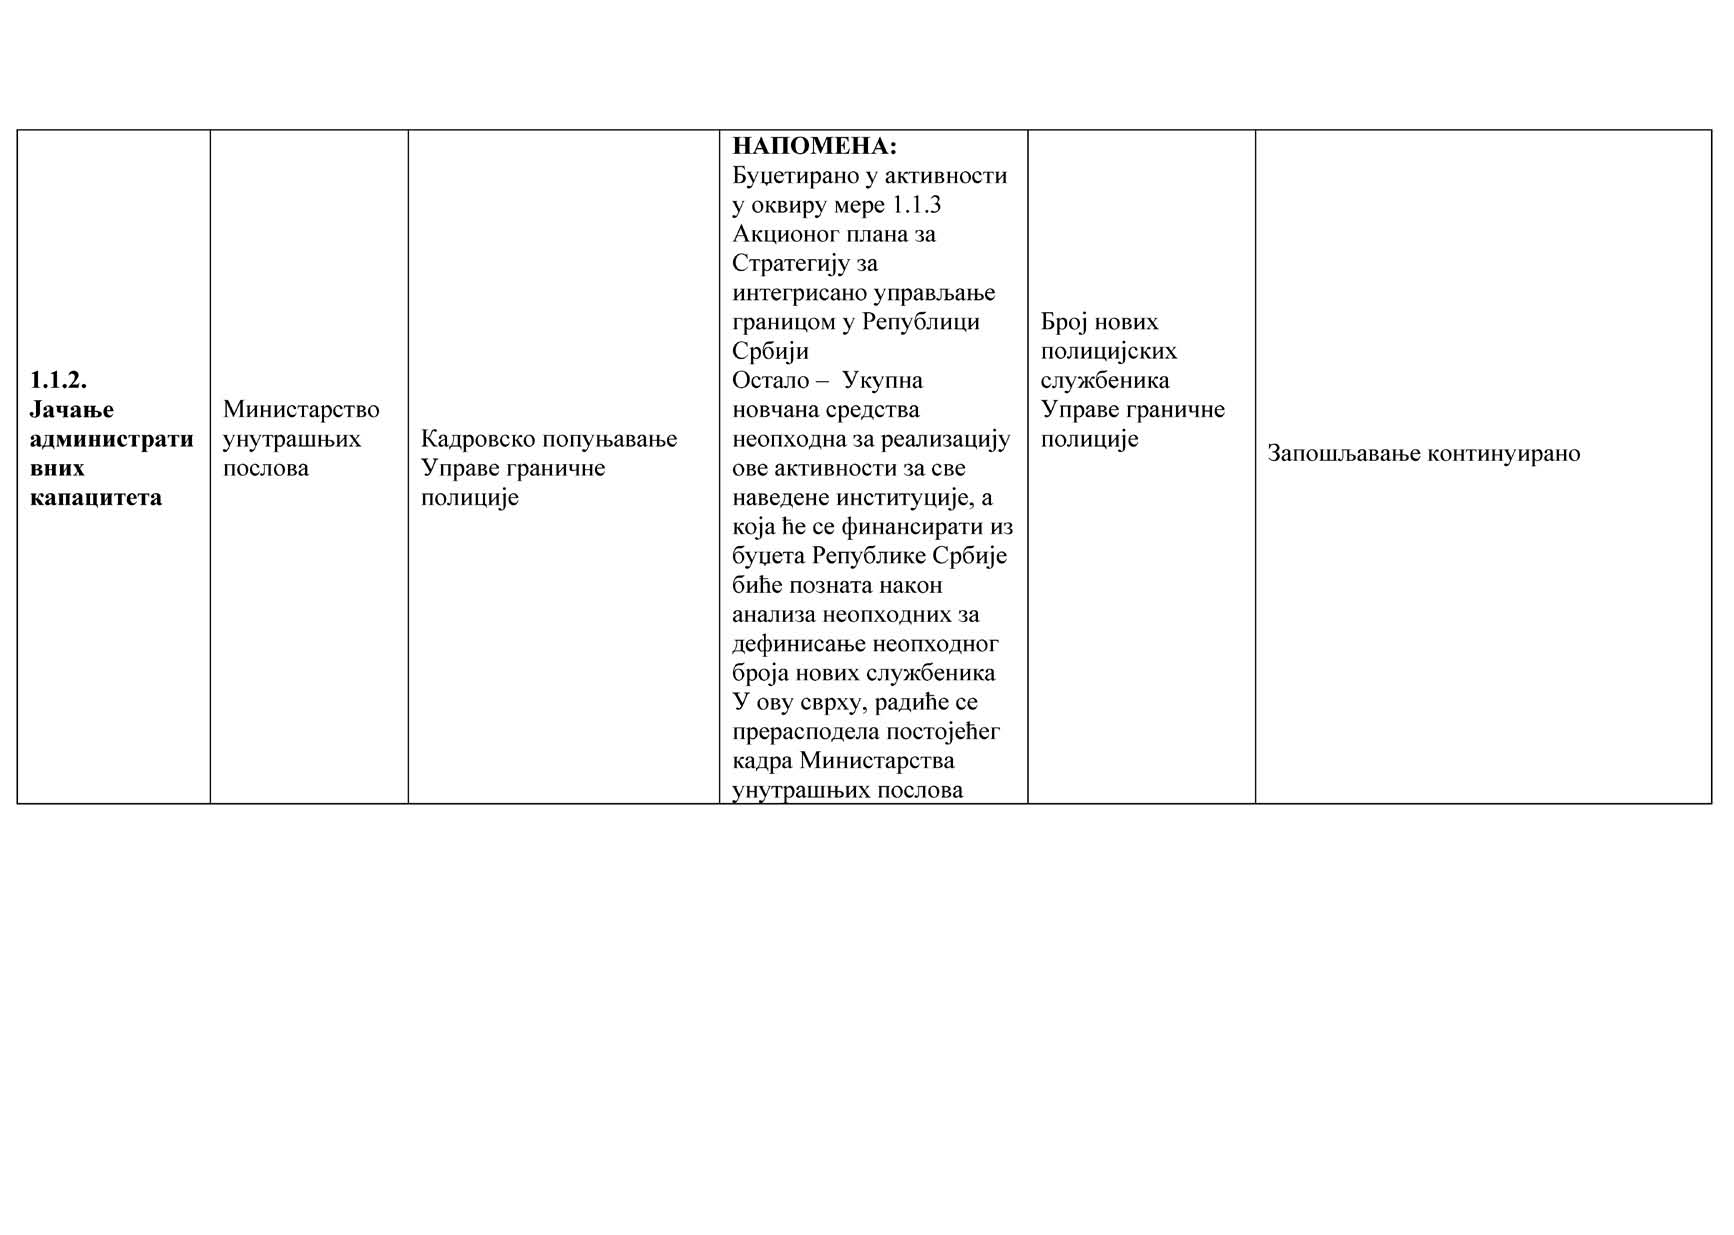 1.1.2.
Јачање
администрати
вних
капацитета
Министарство
унутрашњих
послова
Кадровско попуњавање
Управе граничне
полиције
НАПОМЕНА:
Буџетирано у активности
у оквиру мере 1.1.3
Акционог плана за
Стратегију за
интегрисано управљање
границом у Републици
Србији
Остало –  Укупна
новчана средства
неопходна за реализацију
ове активности за све
наведене институције, а
која ће се финансирати из
буџета Републике Србије
биће позната након
анализа неопходних за
дефинисање неопходног
броја нових службеника
У ову сврху, радиће се
прерасподела постојећег
кадра Министарства
унутрашњих послова
Број нових
полицијских
службеника
Управе граничне
полиције
Запошљавање континуирано